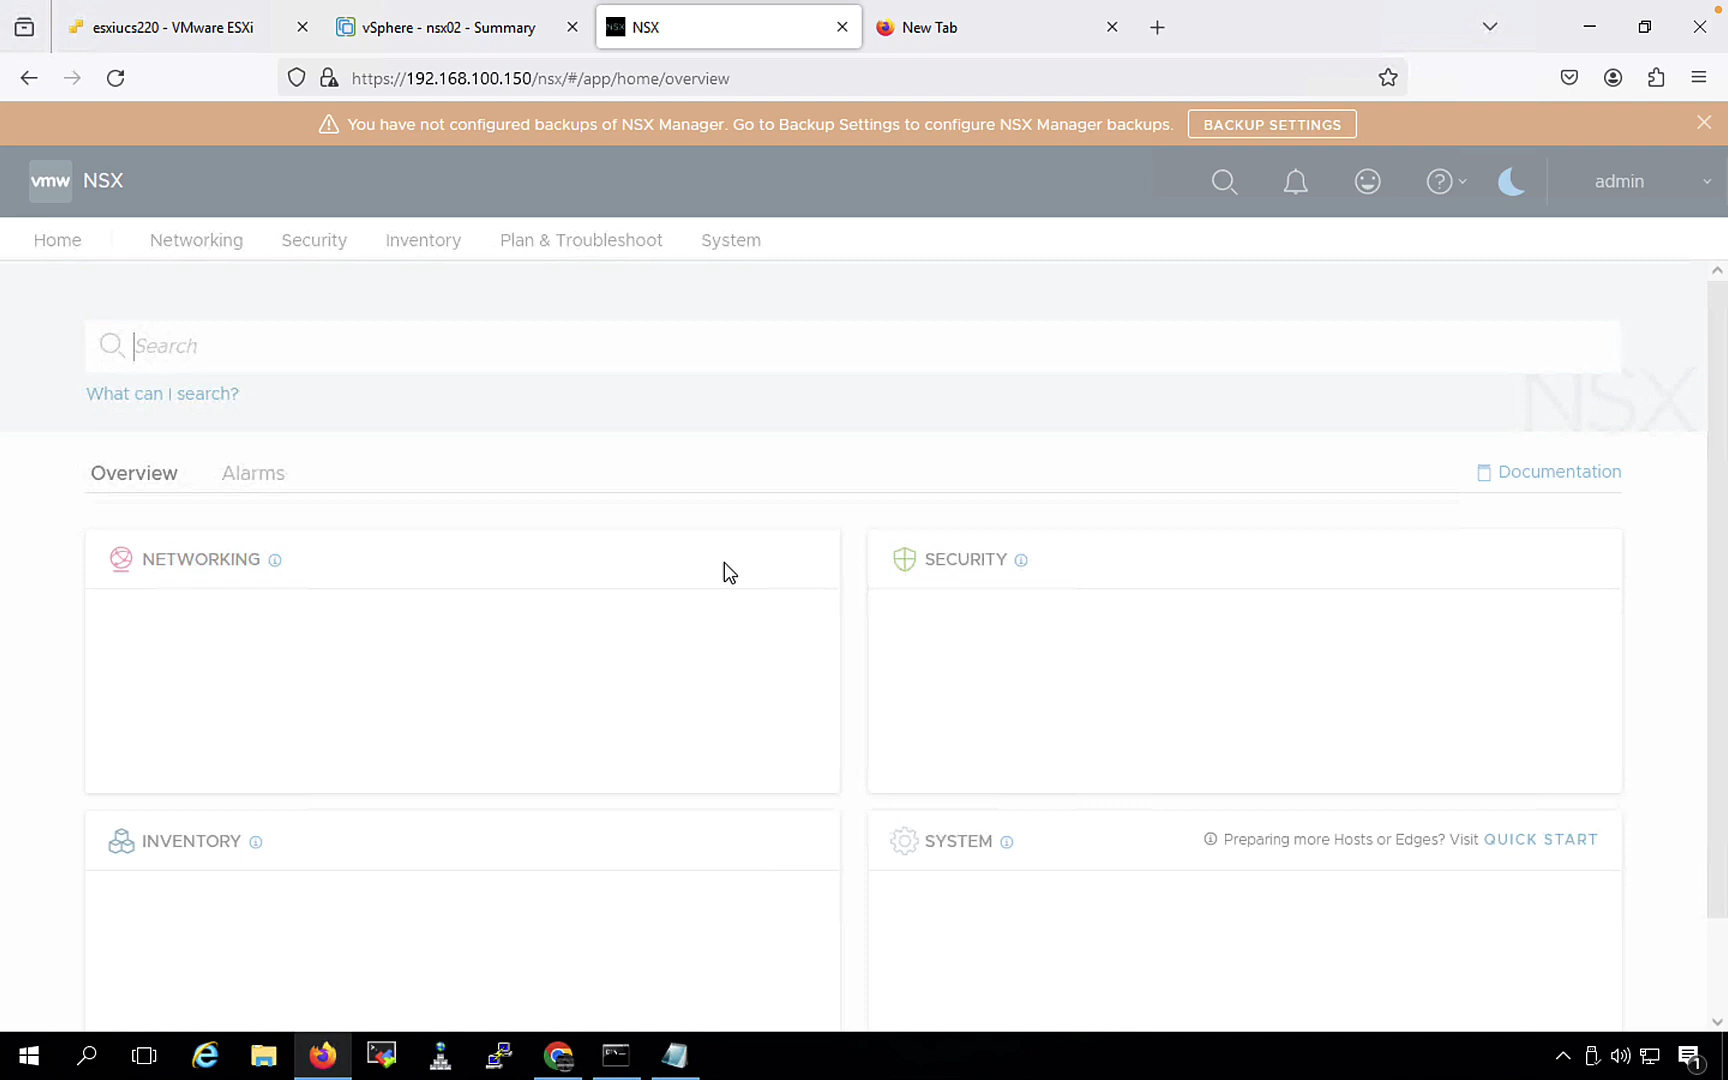 esxiucs220 - VMware ESXi
vSphere - nsx02 - Summary
NSX
New Tab
https://192.168.100.150/nsx/#/app/home/overview
You have not configured backups of NSX Manager. Go to Backup Settings to configure NSX Manager backups.
BACKUP SETTINGS
vmw NSX
admin
Home
Networking
Security
Inventory
Plan & Troubleshoot
System
Search
What can I search?
NSX
Overview
Alarms
Documentation
NETWORKING
SECURITY
INVENTORY
SYSTEM
Preparing more Hosts or Edges? Visit QUICK START
1